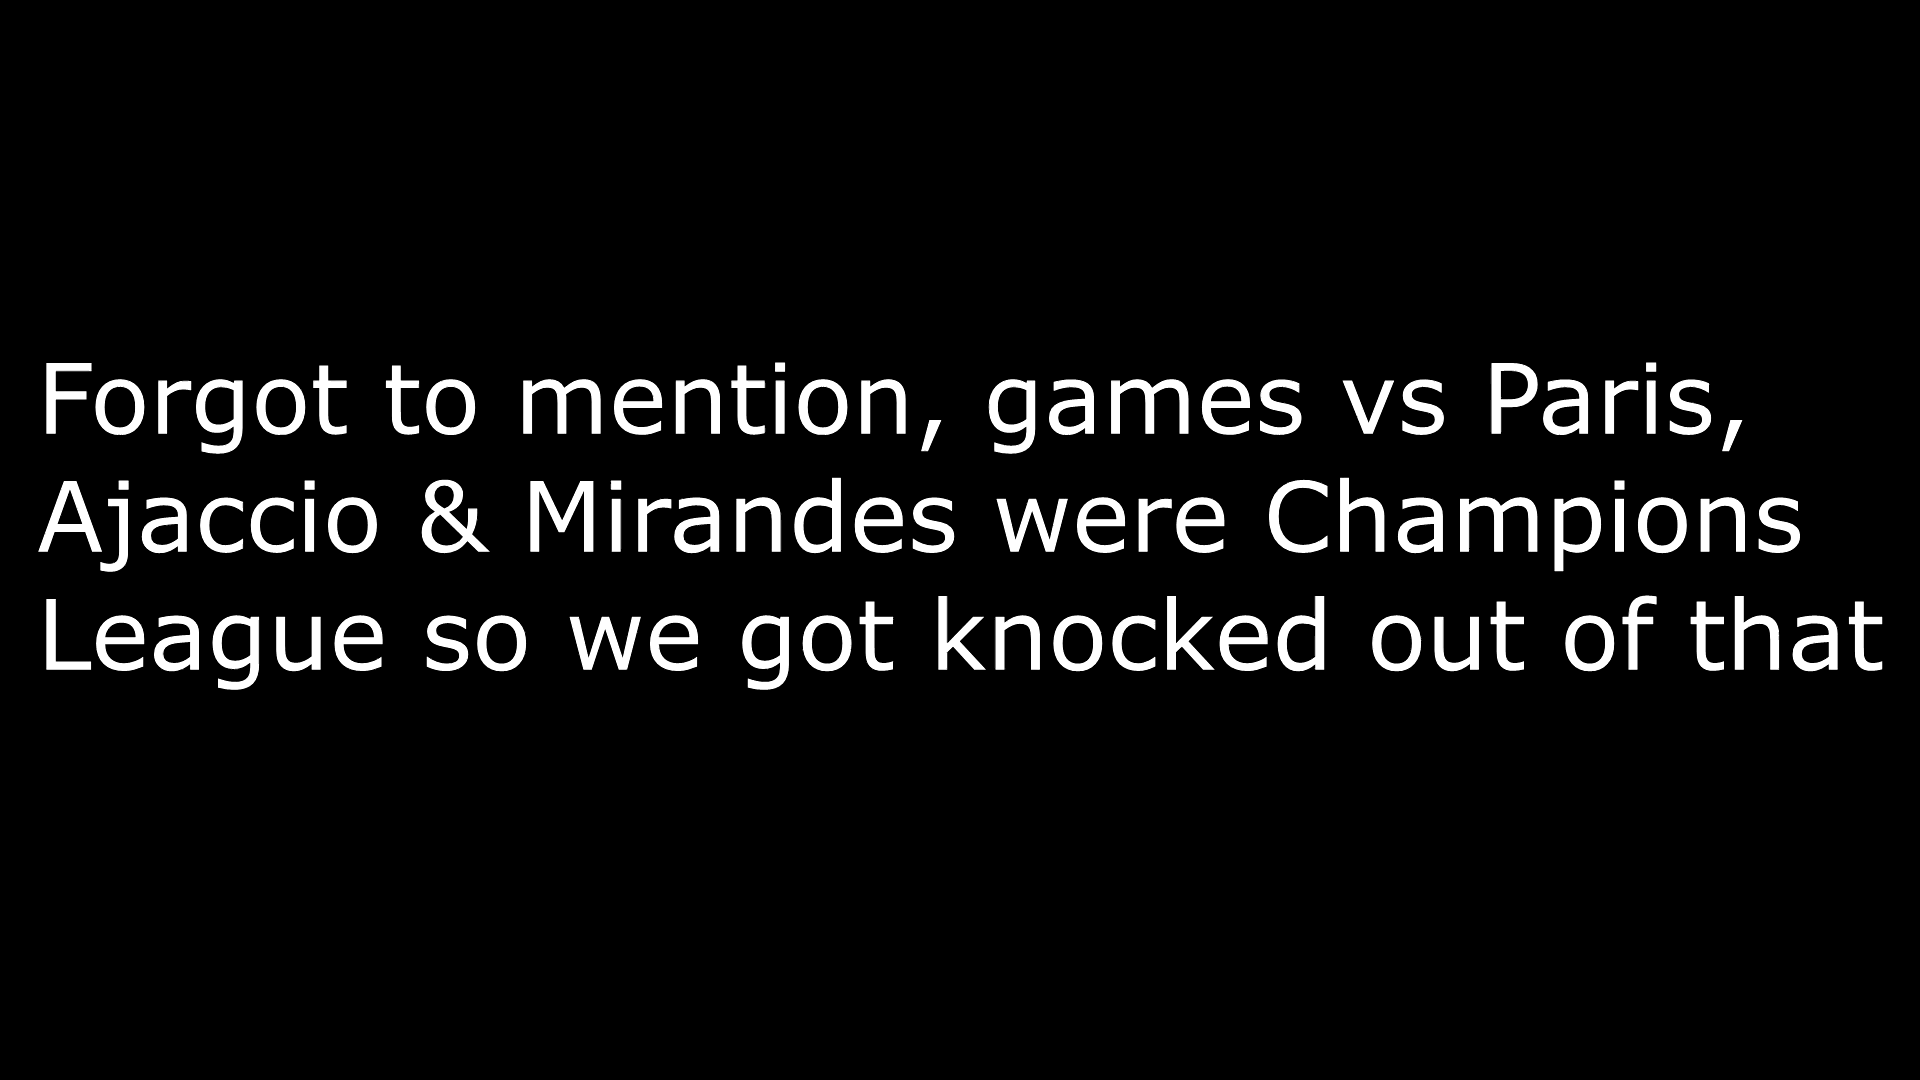 Forgot to mention, games vs Paris,
Ajaccio & Mirandes were Champions
League so we got knocked out of that